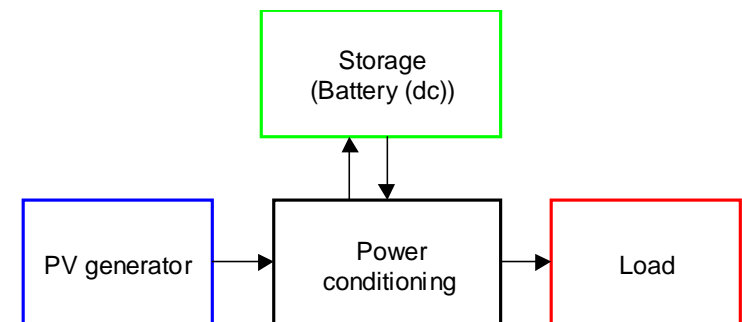 Storage
(Battery (dc))
PV generator
Power
conditioning
Load